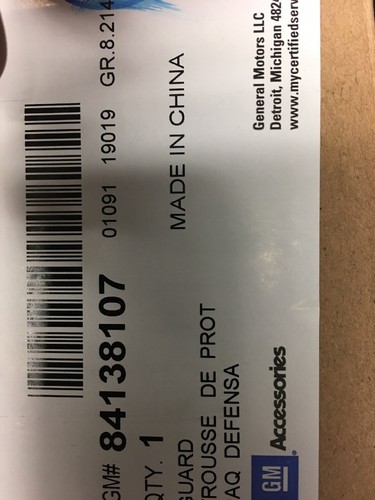 GM# 84138107 01091 19019 GR.8.214
QTY. 1 MADE IN CHINA
GUARD
ROUSSE DE PROT
AQ DEFENSA
General Motors LLC
Detroit, Michigan 482
www.mycertifiedserv
GM Accessories